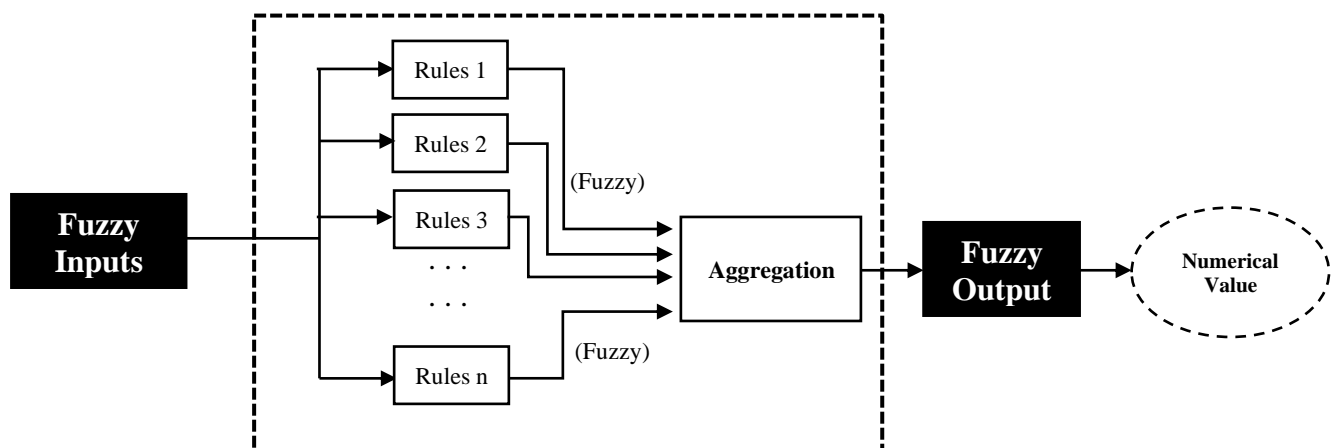 Fuzzy
Inputs
Rules 1
Rules 2
Rules 3
. . .
. . .
Rules n
(Fuzzy)
(Fuzzy)
Aggregation
Fuzzy
Output
Numerical
Value